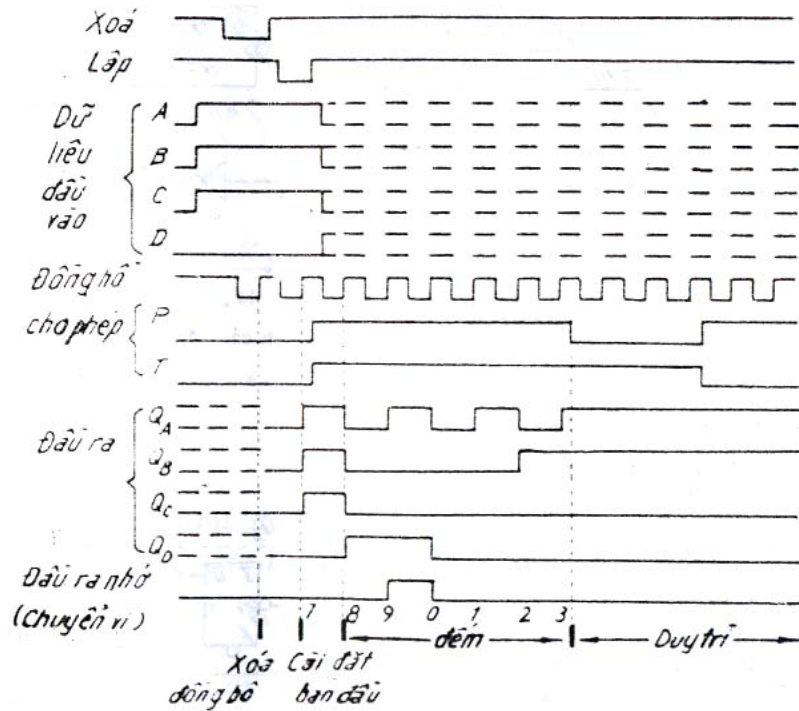 Xoá
Lập
Dữ
liệu
đầu
vào
A
B
C
D
Đồng hồ
cho phép
P
T
Đầu ra
Q_A
Q_B
Q_C
Q_D
Đầu ra nhớ
(Chuyển vị)
7 8 9 0 1 2 3
đếm
Duy trì
Xoá
đồng bộ
Cài đặt
ban đầu